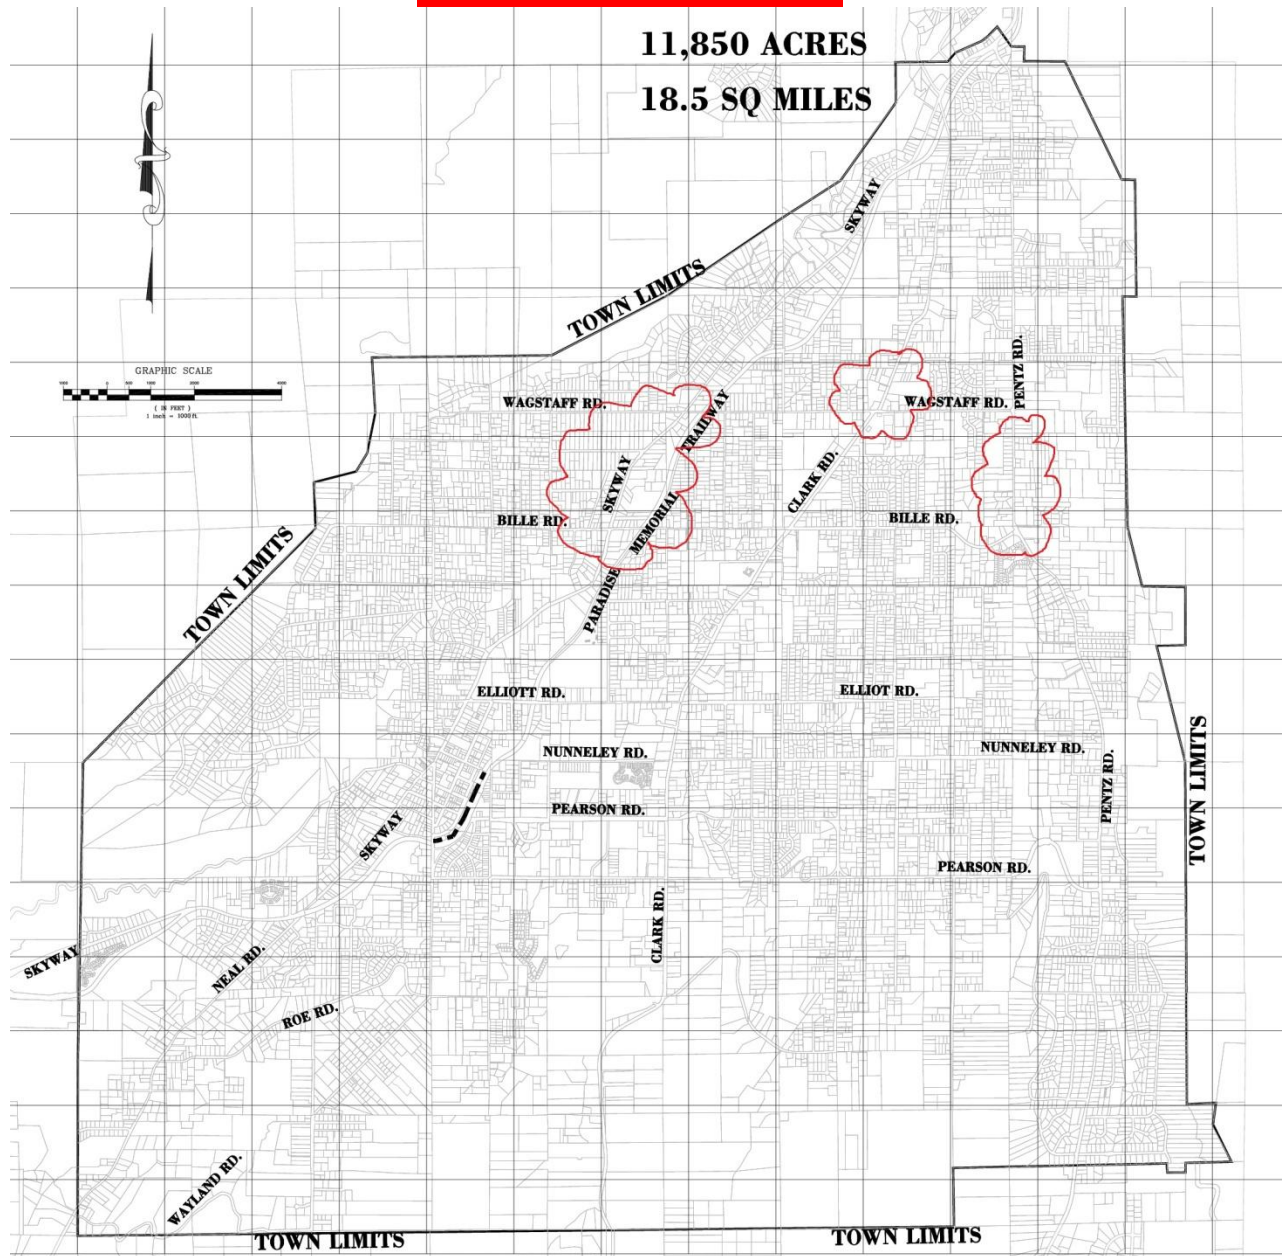 11,850 ACRES
18.5 SQ MILES
SKYWAY
TOWN LIMITS
PENTZ RD.
GRAPHIC SCALE
( IN FEET )
1 inch = 1000 ft.
WAGSTAFF RD.
WAGSTAFF RD.
TRAILWAY
SKYWAY
CLARK RD.
BILLE RD.
MEMORIAL
BILLE RD.
TOWN LIMITS
PARADISE
ELLIOTT RD.
ELLIOT RD.
NUNNELEY RD.
NUNNELEY RD.
PENTZ RD.
TOWN LIMITS
PEARSON RD.
SKYWAY
PEARSON RD.
CLARK RD.
SKYWAY
NEAL RD.
ROE RD.
WAYLAND RD.
TOWN LIMITS
TOWN LIMITS